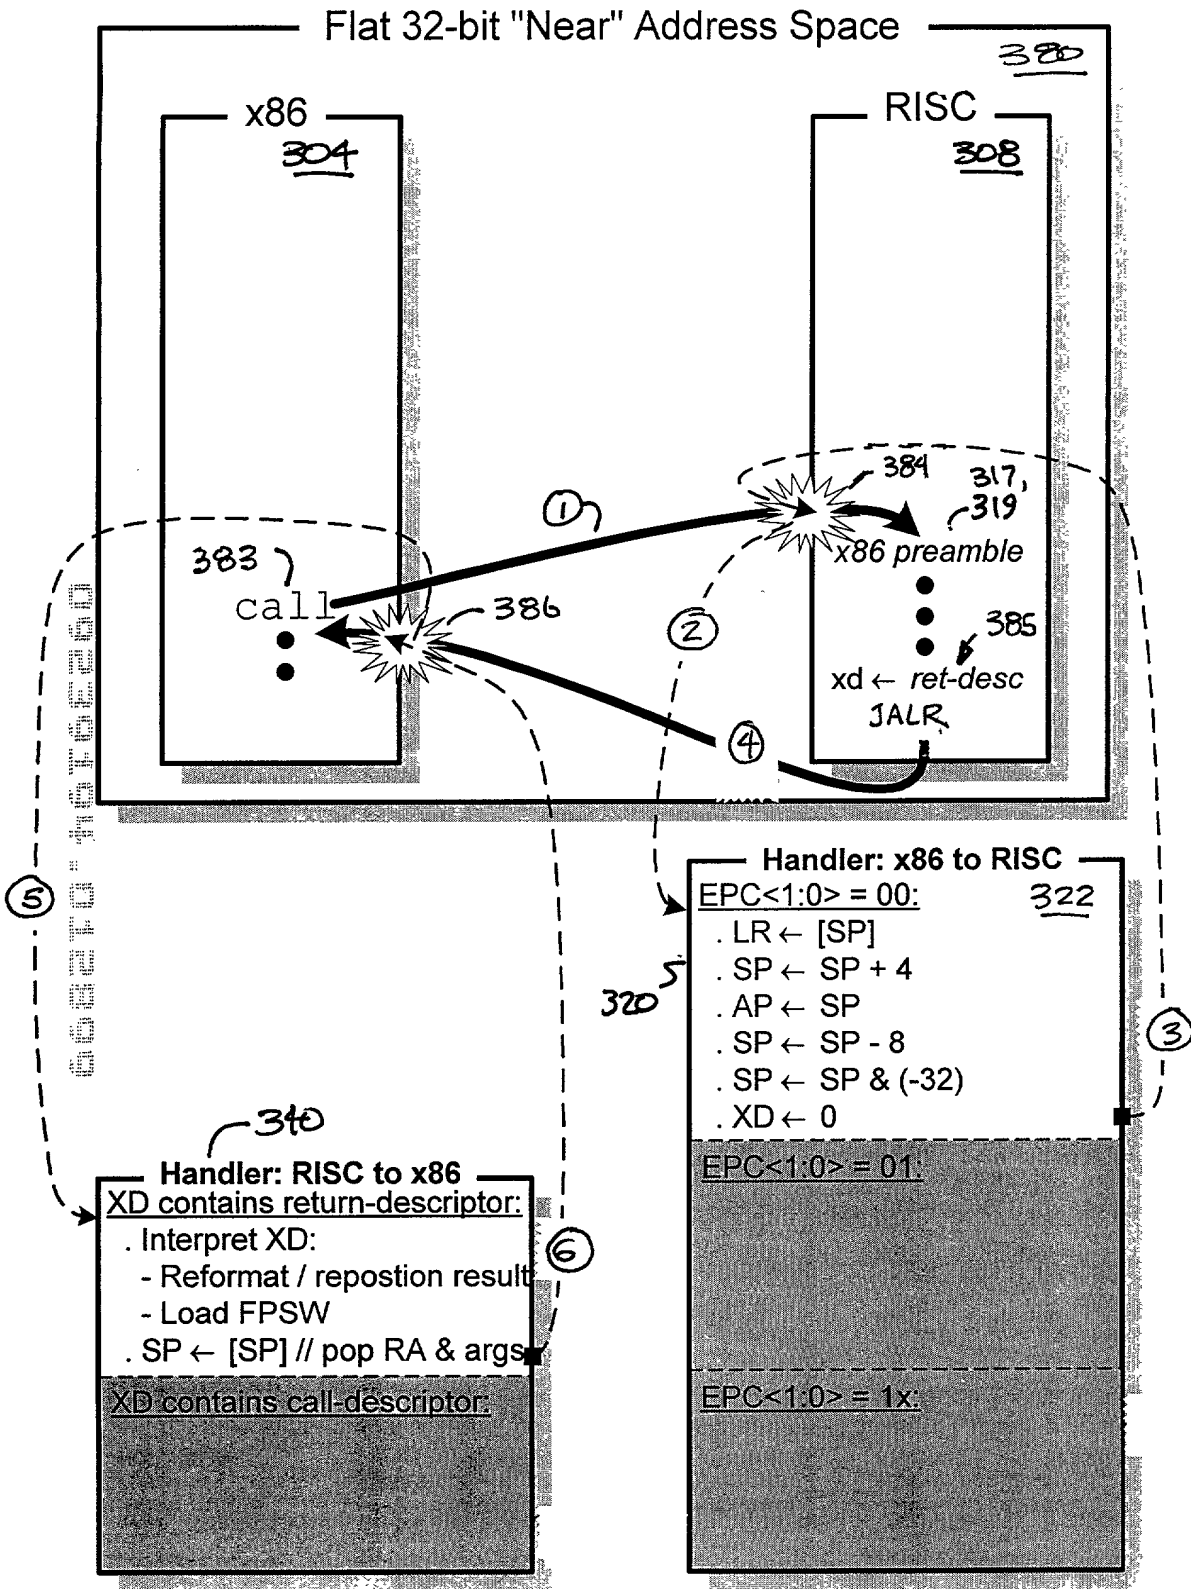 Flat 32-bit "Near" Address Space
380
x86
304
RISC
308
384
317,
319
1
x86 preamble
383
call
386
2
385
xd ← ret-desc
JALR
4
5
Handler: x86 to RISC
EPC<1:0> = 00:
322
. LR ← [SP]
. SP ← SP + 4
320
. AP ← SP
. SP ← SP - 8
3
. SP ← SP & (-32)
. XD ← 0
340
EPC<1:0> = 01:
Handler: RISC to x86
XD contains return-descriptor:
. Interpret XD:
6
- Reformat / repostion result
- Load FPSW
. SP ← [SP] // pop RA & args
XD contains call-descriptor:
EPC<1:0> = 1x: